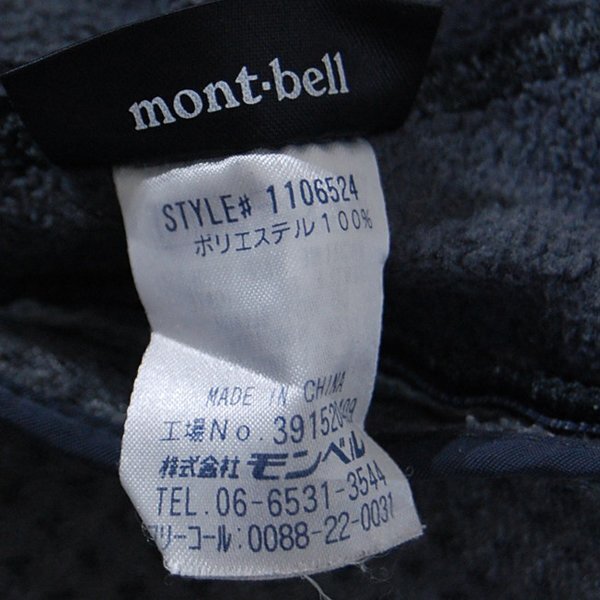 mont-bell
STYLE# 1106524
ポリエステル100%
MADE IN CHINA
工場No.
株式会社 モンベル
TEL. 06-6531-3544
フリーコール:0088-22-0031